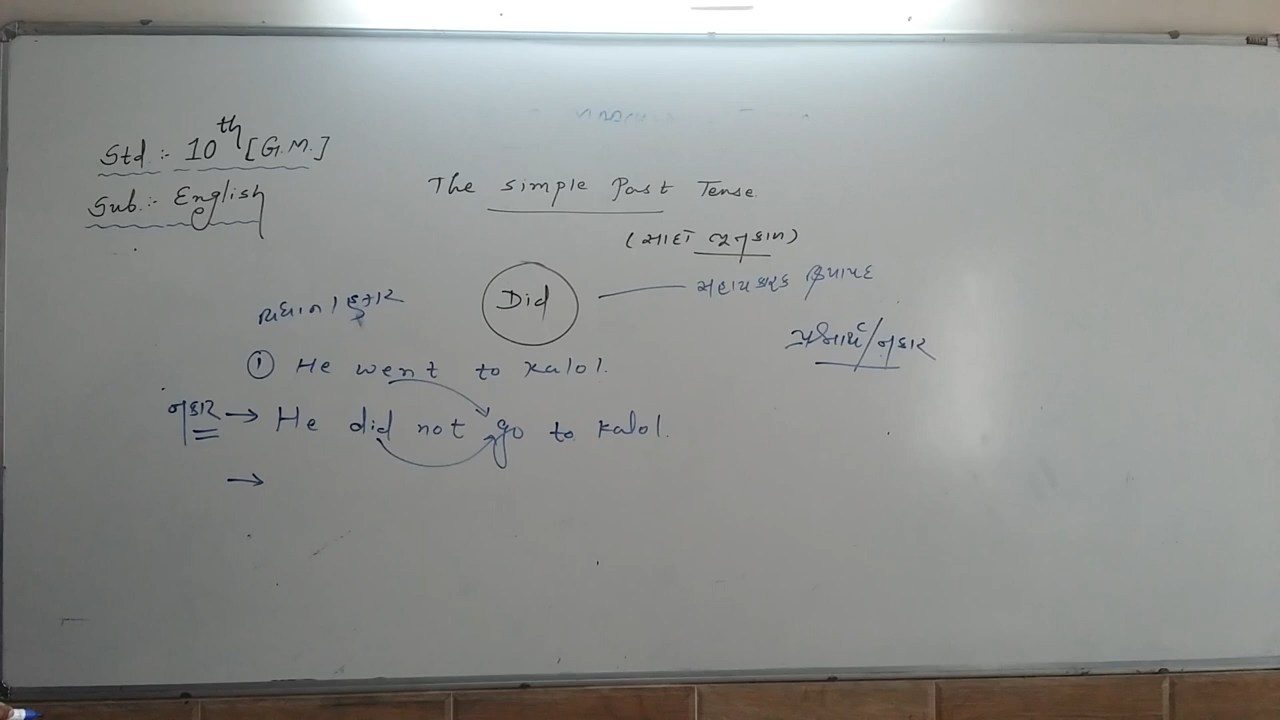 Std :- 10th [G.M.]
Sub :- English
The Simple Past Tense
(સાદો ભૂતકાળ)
Did
સહાયકારક ક્રિયાપદ
હકાર
પ્રશ્નાર્થ/નકાર
① He went to Kalol.
નકાર → He did not go to Kalol.
→